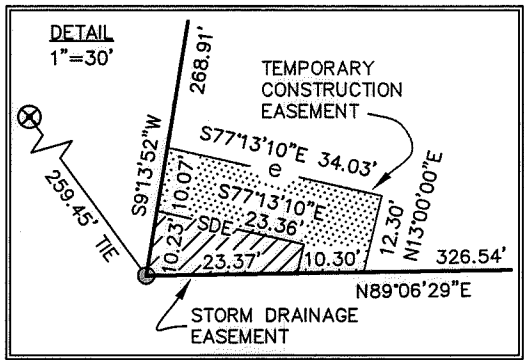 DETAIL
1"=30'
268.91'
TEMPORARY
CONSTRUCTION
EASEMENT
S77°13'10"E 34.03'
e
S9°13'52"W
10.07'
S77°13'10"E
23.36'
SDE
12.30'
N13°00'00"E
259.45' TIE
10.23'
23.37'
10.30'
326.54'
N89°06'29"E
STORM DRAINAGE
EASEMENT